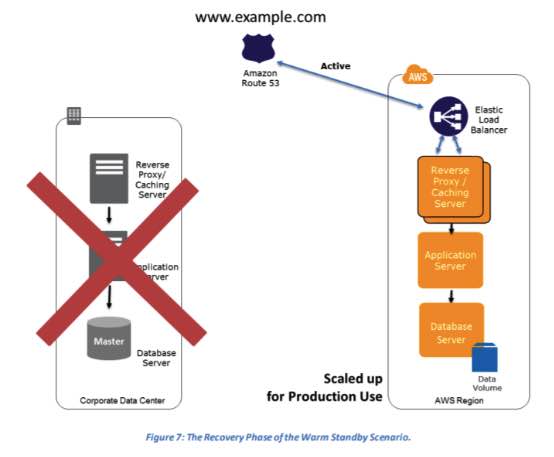 www.example.com
Amazon
Route 53
Active
AWS
Elastic
Load
Balancer
Reverse
Proxy/
Caching
Server
Reverse
Proxy /
Caching
Server
pplication
erver
Application
Server
Master
Database
Server
Database
Server
Data
Volume
Scaled up
for Production Use
Corporate Data Center
AWS Region
Figure 7: The Recovery Phase of the Warm Standby Scenario.